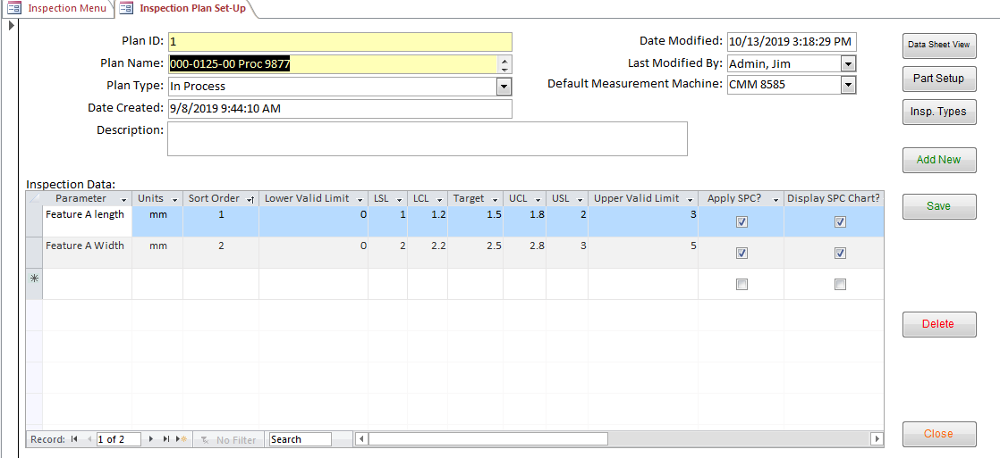 Inspection Menu Inspection Plan Set-Up
Plan ID: 1 Date Modified: 10/13/2019 3:18:29 PM Data Sheet View
Plan Name: 000-0125-00 Proc 9877 Last Modified By: Admin, Jim Part Setup
Plan Type: In Process Default Measurement Machine: CMM 8585
Date Created: 9/8/2019 9:44:10 AM Insp. Types
Description:
Add New
Inspection Data:
Parameter Units Sort Order Lower Valid Limit LSL LCL Target UCL USL Upper Valid Limit Apply SPC? Display SPC Chart?
Save
Feature A length mm 1 0 1 1.2 1.5 1.8 2 3
Feature A Width mm 2 0 2 2.2 2.5 2.8 3 5
Delete
Close
Record: 1 of 2 No Filter Search